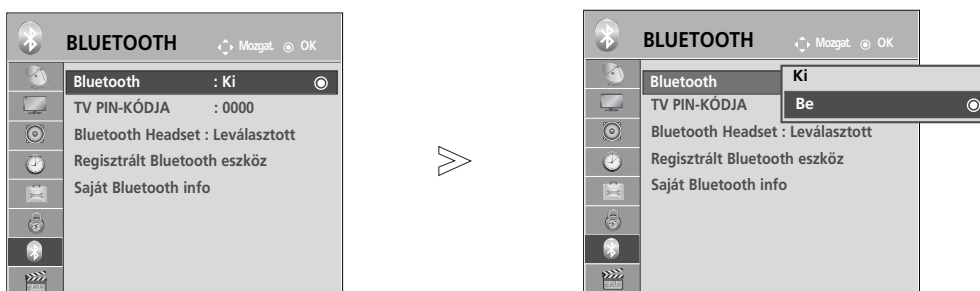 BLUETOOTH Mozgat. OK
Bluetooth : Ki
TV PIN-KÓDJA : 0000
Bluetooth Headset : Leválasztott
Regisztrált Bluetooth eszköz
Saját Bluetooth info
BLUETOOTH Mozgat. OK
Bluetooth
Ki
Be
TV PIN-KÓDJA
Bluetooth Headset : Leválasztott
Regisztrált Bluetooth eszköz
Saját Bluetooth info